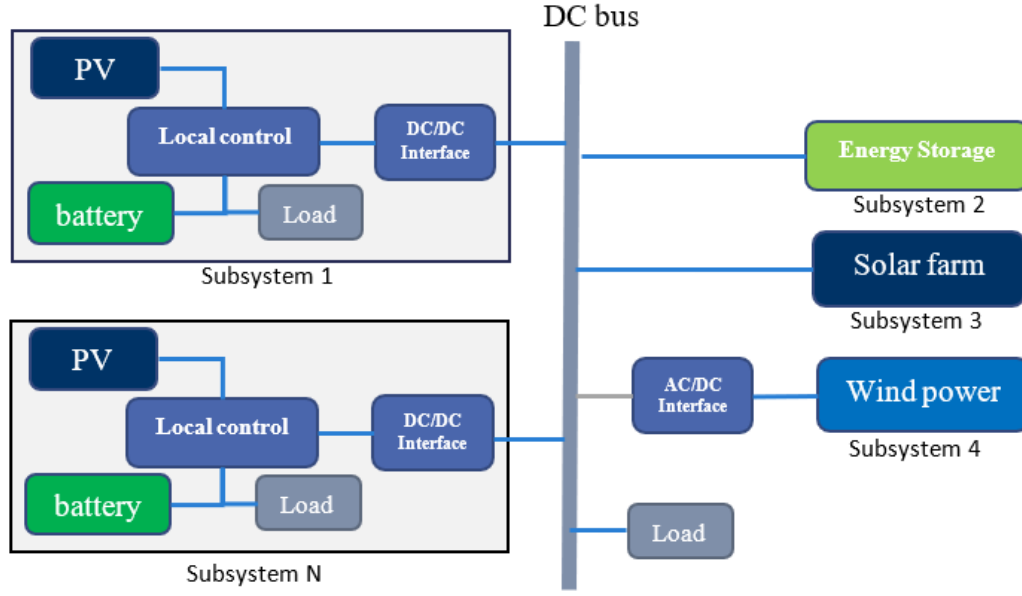 DC bus
PV
Local control
DC/DC
Interface
battery
Load
Subsystem 1
PV
Local control
DC/DC
Interface
battery
Load
Subsystem N
Energy Storage
Subsystem 2
Solar farm
Subsystem 3
AC/DC
Interface
Wind power
Subsystem 4
Load